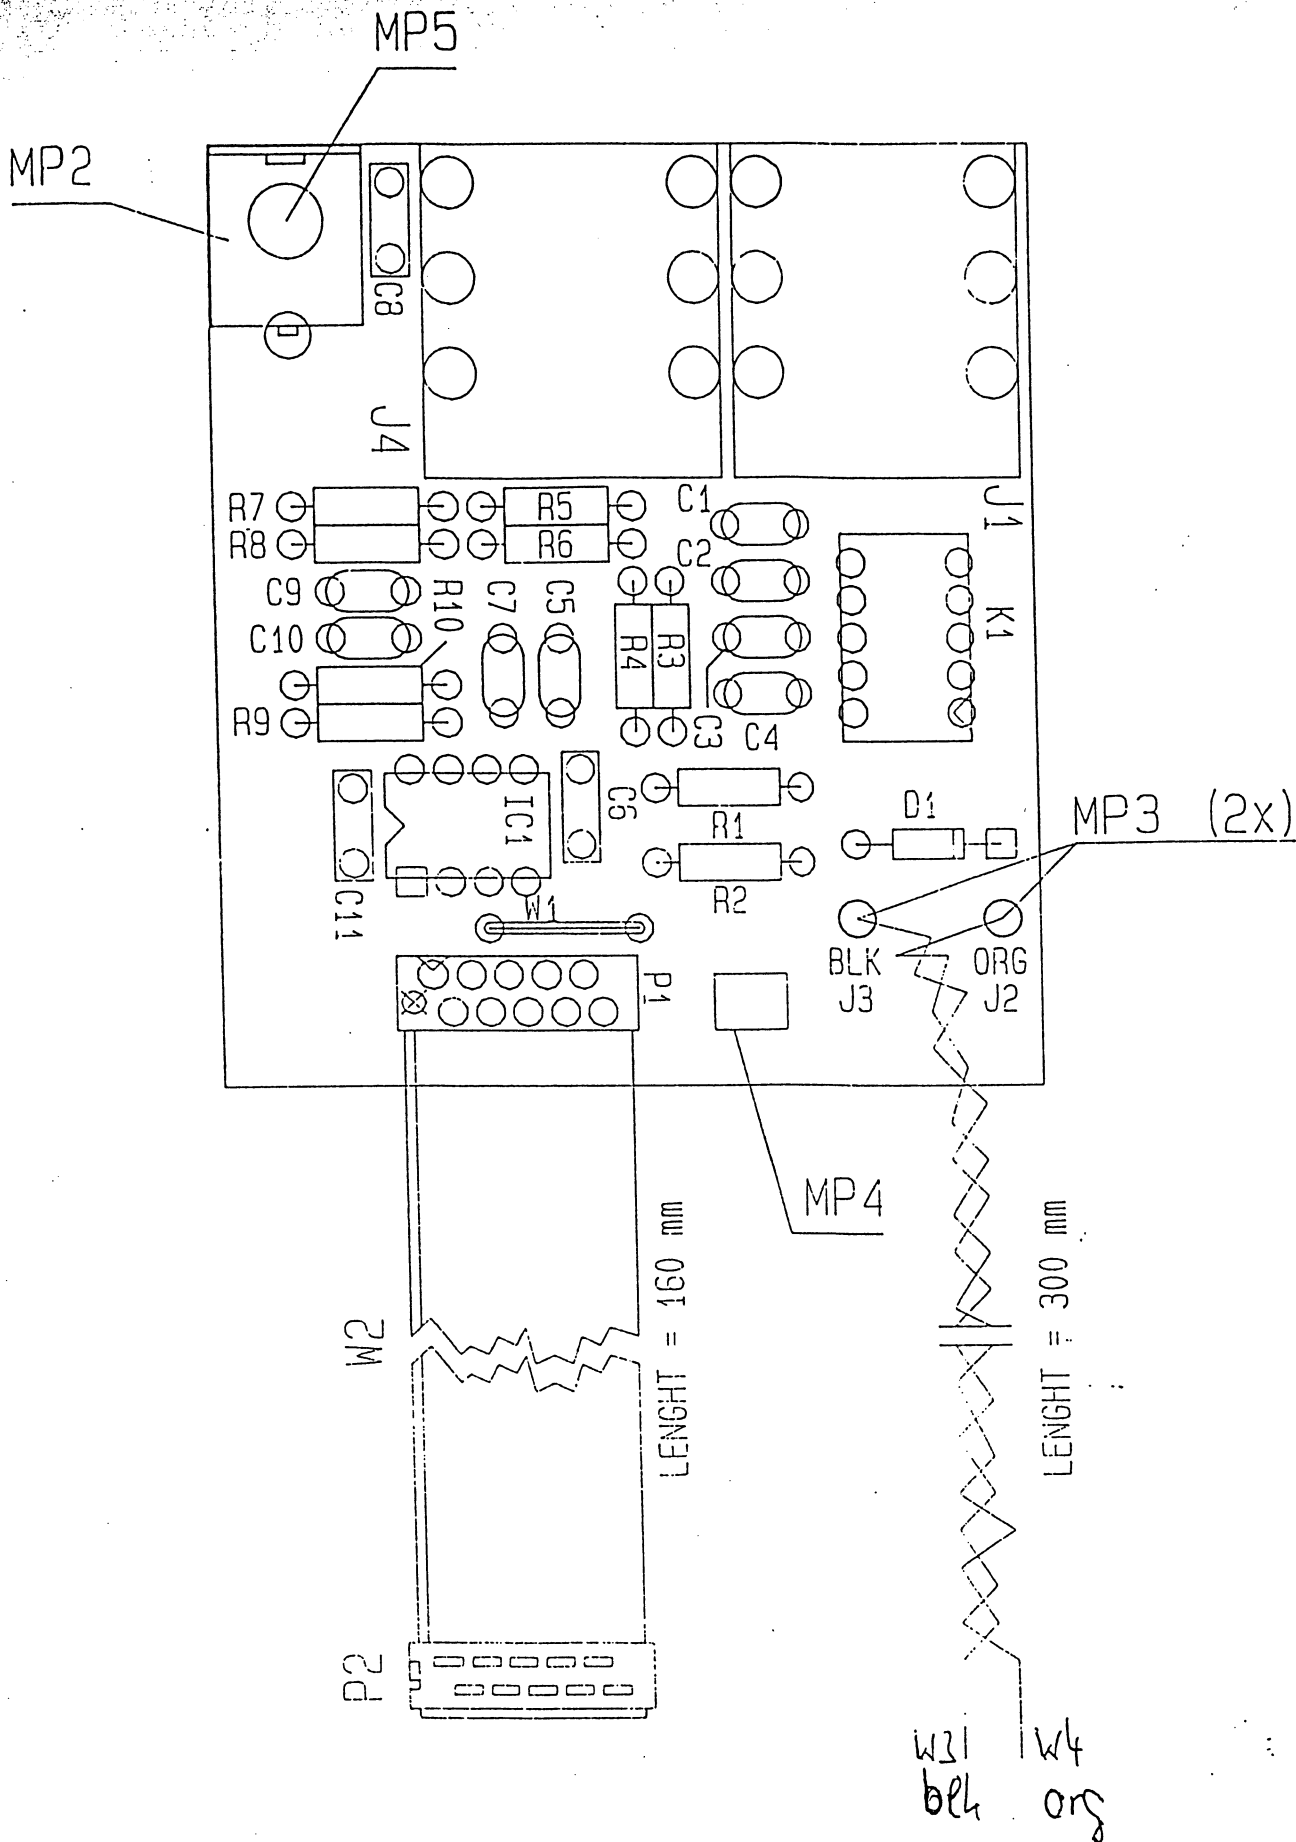 MP5
MP2
C8
J4
J1
R7
R5
C1
R8
R6
C2
C9
R10
C7
C5
K1
C10
R4
R3
R9
C3
C4
IC1
C6
R1
D1
MP3 (2x)
C11
R2
W1
BLK
ORG
P1
J3
J2
MP4
LENGHT = 160 mm
LENGHT = 300 mm
W2
P2
W3
W4
blk
org